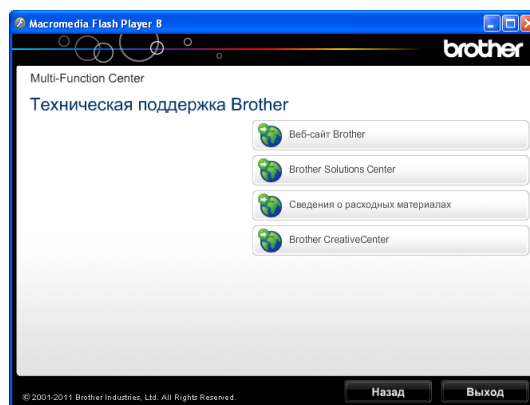 Macromedia Flash Player 8
brother
Multi-Function Center
Техническая поддержка Brother
Веб-сайт Brother
Brother Solutions Center
Сведения о расходных материалах
Brother CreativeCenter
© 2001-2011 Brother Industries, Ltd. All Rights Reserved.
Назад
Выход